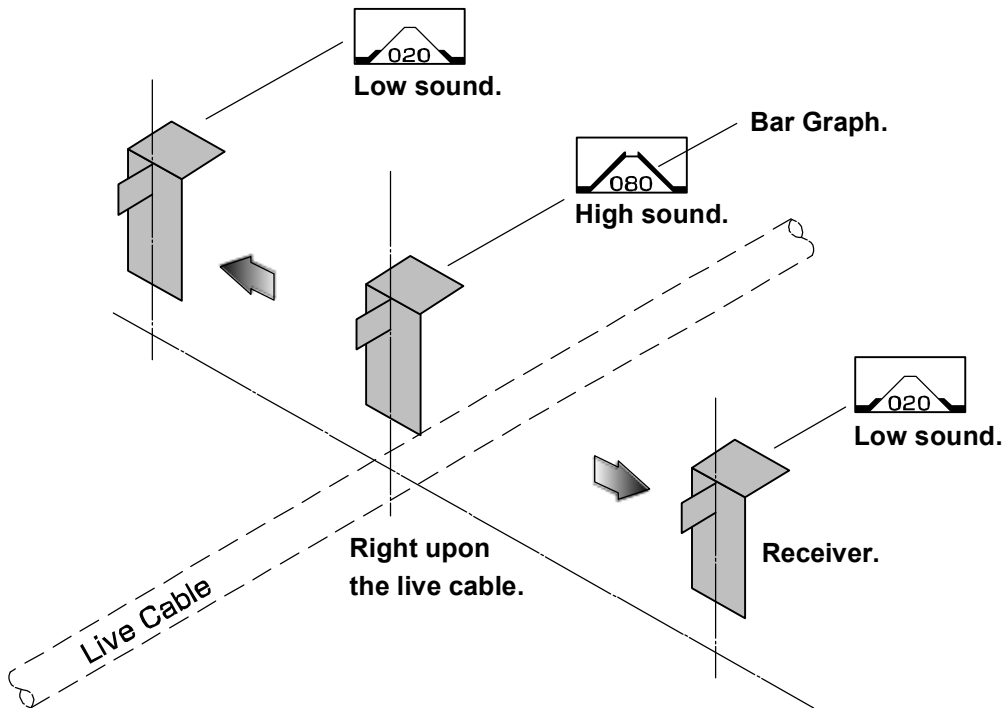 020
Low sound.
Bar Graph.
080
High sound.
020
Low sound.
Right upon
the live cable.
Receiver.
Live Cable